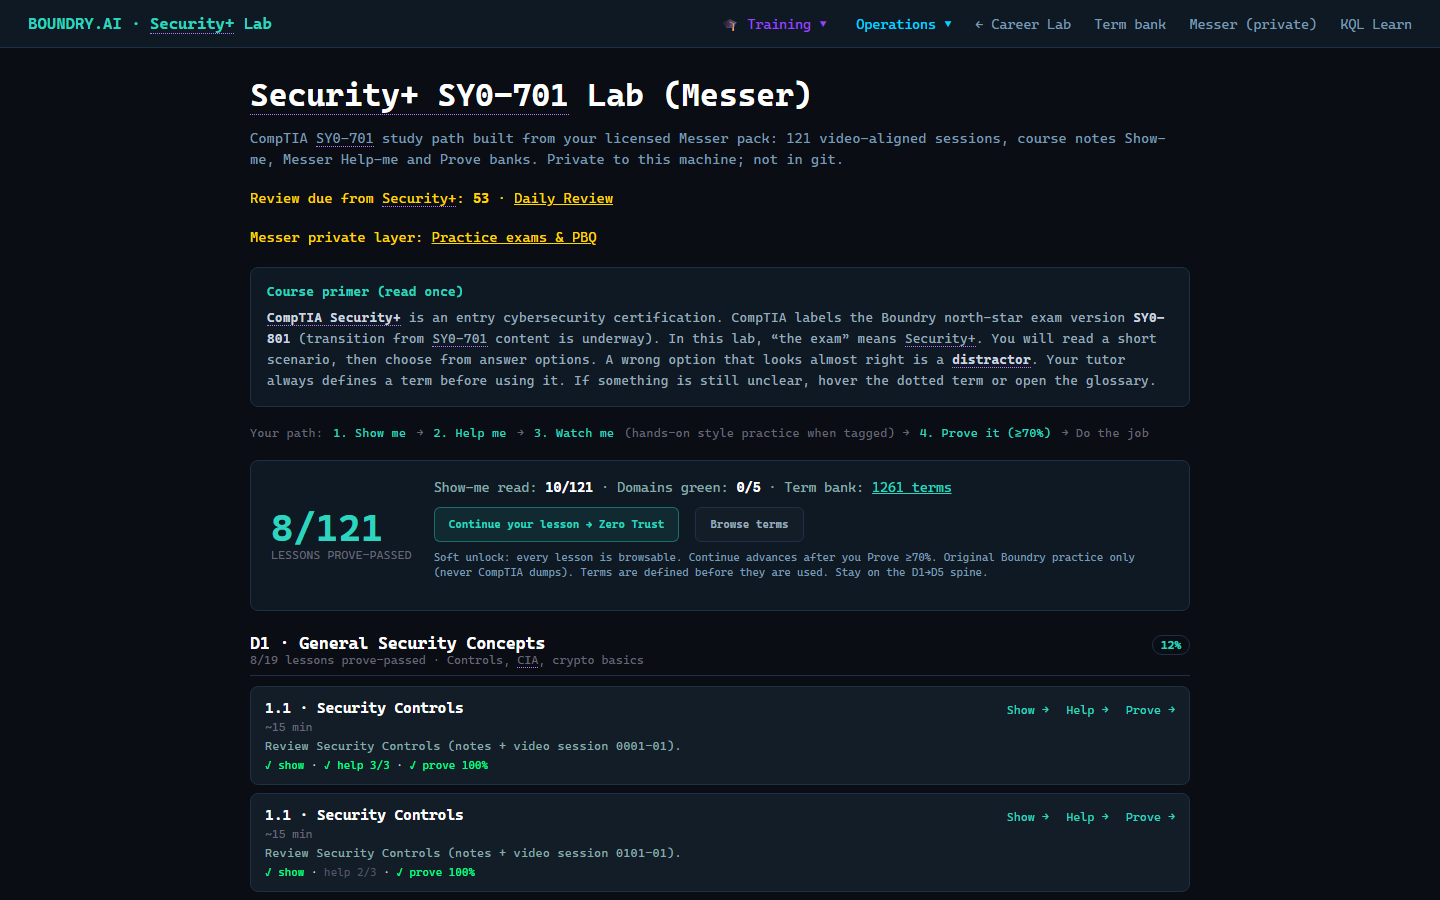 BOUNDRY.AI · Security+ Lab
🎓 Training ▼ Operations ▼ ← Career Lab Term bank Messer (private) KQL Learn
Security+ SY0-701 Lab (Messer)
CompTIA SY0-701 study path built from your licensed Messer pack: 121 video-aligned sessions, course notes Show-
me, Messer Help-me and Prove banks. Private to this machine; not in git.
Review due from Security+: 53 · Daily Review
Messer private layer: Practice exams & PBQ
Course primer (read once)
CompTIA Security+ is an entry cybersecurity certification. CompTIA labels the Boundry north-star exam version SY0-
801 (transition from SY0-701 content is underway). In this lab, “the exam” means Security+. You will read a short
scenario, then choose from answer options. A wrong option that looks almost right is a distractor. Your tutor
always defines a term before using it. If something is still unclear, hover the dotted term or open the glossary.
Your path: 1. Show me → 2. Help me → 3. Watch me (hands-on style practice when tagged) → 4. Prove it (≥70%) → Do the job
8/121
LESSONS PROVE-PASSED
Show-me read: 10/121 · Domains green: 0/5 · Term bank: 1261 terms
Continue your lesson → Zero Trust
Browse terms
Soft unlock: every lesson is browsable. Continue advances after you Prove ≥70%. Original Boundry practice only
(never CompTIA dumps). Terms are defined before they are used. Stay on the D1→D5 spine.
D1 · General Security Concepts
12%
8/19 lessons prove-passed · Controls, CIA, crypto basics
1.1 · Security Controls
Show → Help → Prove →
~15 min
Review Security Controls (notes + video session 0001-01).
✓ show · ✓ help 3/3 · ✓ prove 100%
1.1 · Security Controls
Show → Help → Prove →
~15 min
Review Security Controls (notes + video session 0101-01).
✓ show · help 2/3 · ✓ prove 100%